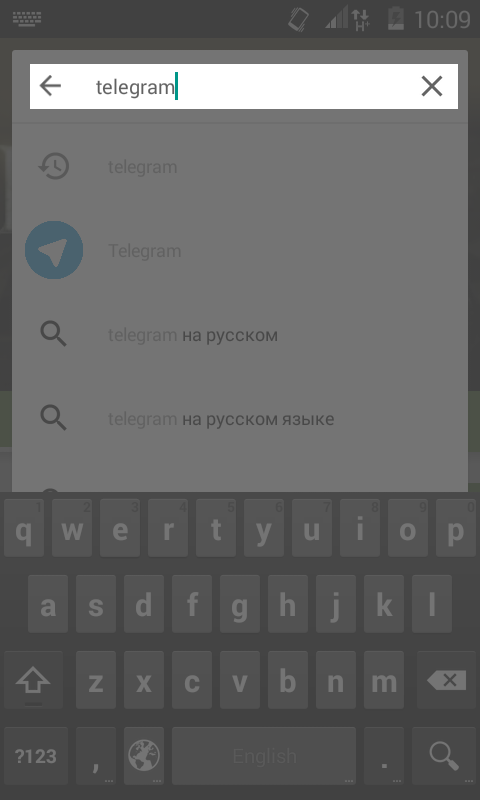 10:09
telegram
telegram
Telegram
telegram на русском
telegram на русском языке
1 2 3 4 5 6 7 8 9 0
q w e r t y u i o p
a s d f g h j k l
z x c v b n m
?123 , English .